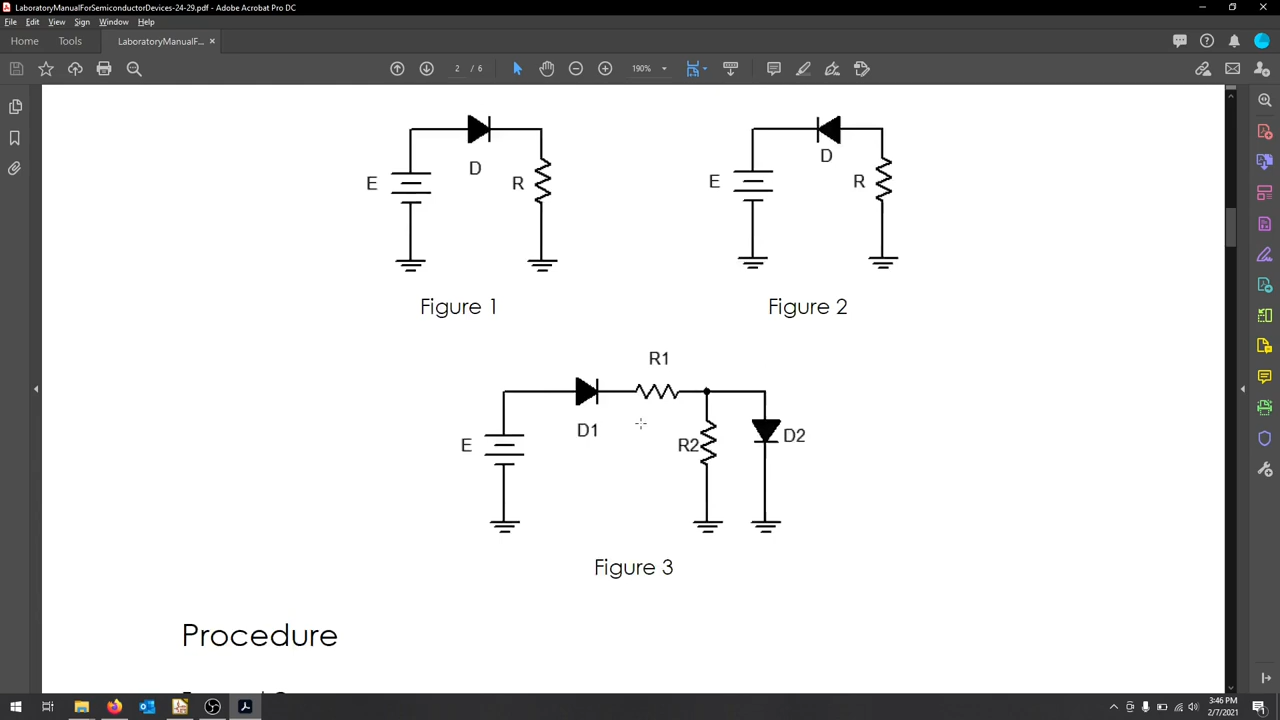 LaboratoryManualForSemiconductorDevices-24-29.pdf - Adobe Acrobat Pro DC
File Edit View Sign Window Help
Home Tools LaboratoryManualF... ×
2 / 6 190%
D
E
R
D
E
R
Figure 1
Figure 2
R1
D1
E
R2
D2
Figure 3
Procedure
3:46 PM
2/7/2021